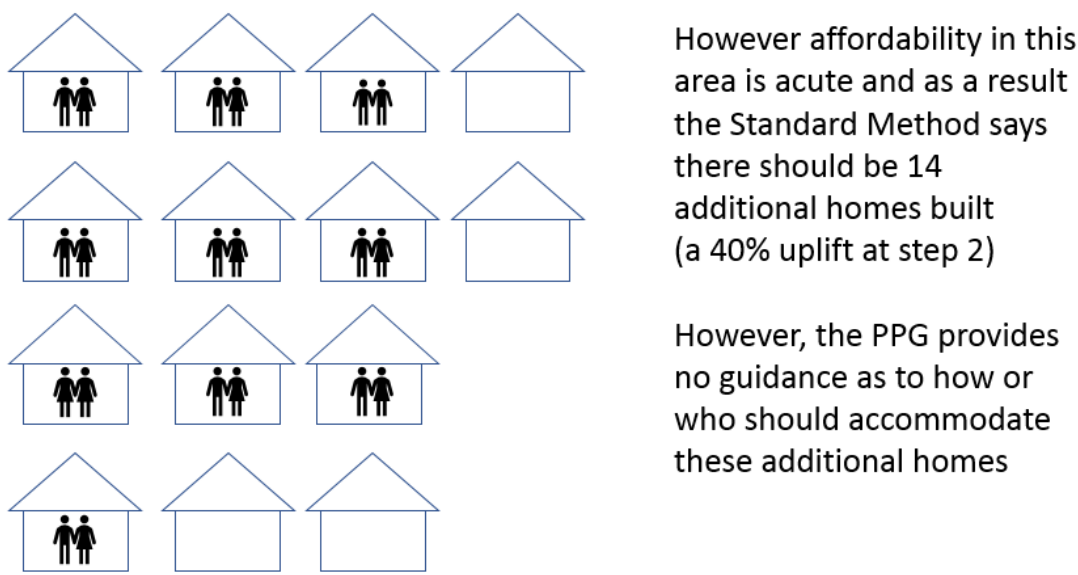 However affordability in this
area is acute and as a result
the Standard Method says
there should be 14
additional homes built
(a 40% uplift at step 2)
However, the PPG provides
no guidance as to how or
who should accommodate
these additional homes